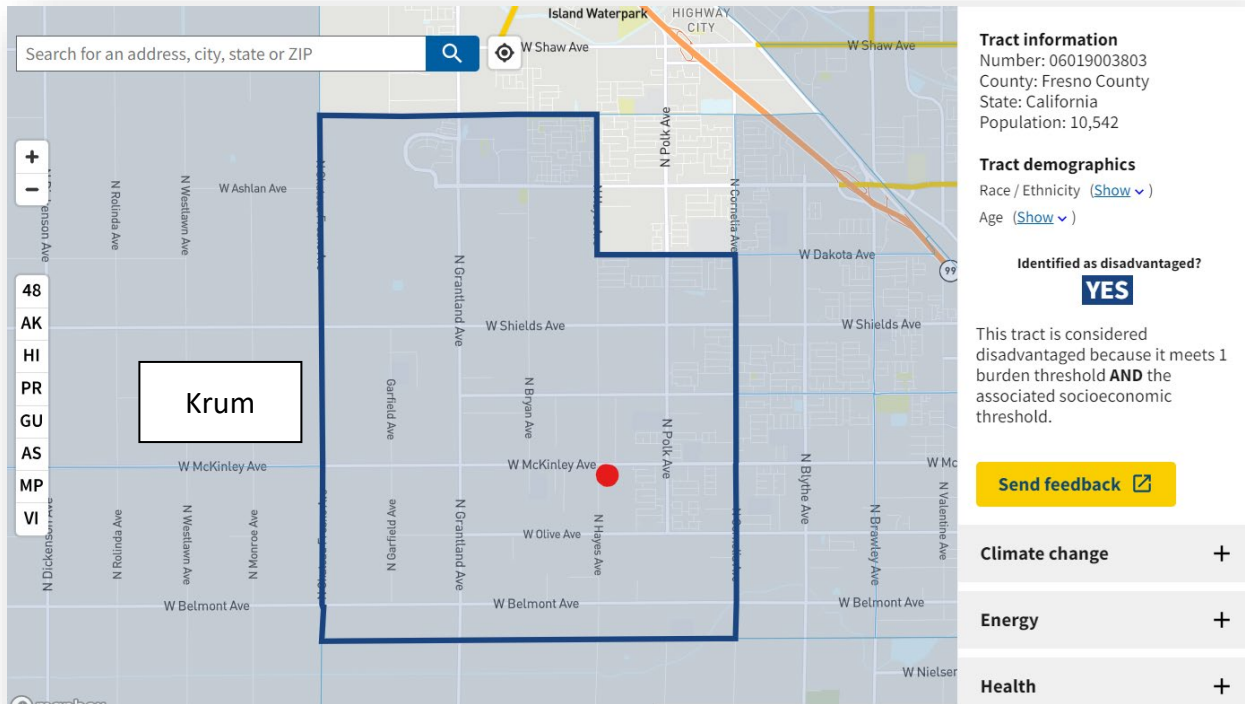 Island Waterpark
HIGHWAY
CITY
Search for an address, city, state or ZIP
W Shaw Ave
W Shaw Ave
+
−
N Rolinda Ave
N Westlawn Ave
W Ashlan Ave
N Polk Ave
N Cornelia Ave
W Dakota Ave
99
N Grantland Ave
48
AK
HI
PR
GU
AS
MP
VI
W Shields Ave
W Shields Ave
Krum
Garfield Ave
N Bryan Ave
N Polk Ave
W McKinley Ave
W McKinley Ave
W Mc
N Blythe Ave
N Valentine Ave
N Dickenson Ave
N Rolinda Ave
N Westlawn Ave
N Monroe Ave
N Garfield Ave
N Grantland Ave
W Olive Ave
N Hayes Ave
N Brawley Ave
W Belmont Ave
W Belmont Ave
W Belmont Ave
W Nielsen
Tract information
Number: 06019003803
County: Fresno County
State: California
Population: 10,542
Tract demographics
Race / Ethnicity (Show ⌄ )
Age (Show ⌄ )
Identified as disadvantaged?
YES
This tract is considered
disadvantaged because it meets 1
burden threshold AND the
associated socioeconomic
threshold.
Send feedback
Climate change +
Energy +
Health +